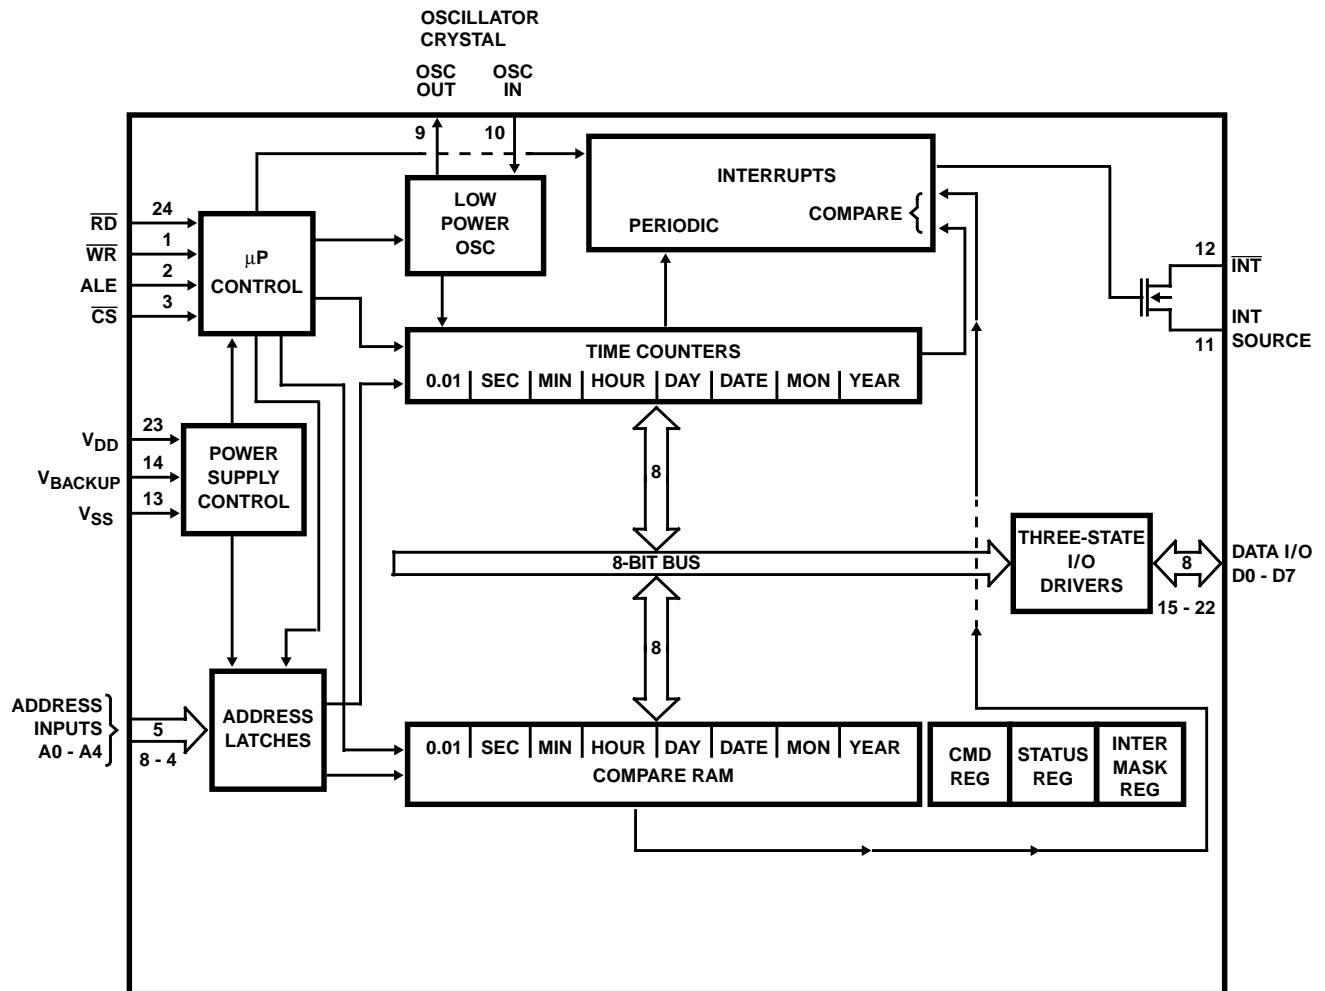 OSCILLATOR
CRYSTAL
OSC
OUT
OSC
IN
9
10
INTERRUPTS
COMPARE
PERIODIC
LOW
POWER
OSC
RD
24
WR
1
ALE
2
CS
3
μP
CONTROL
12
INT
INT
SOURCE
11
TIME COUNTERS
0.01 SEC MIN HOUR DAY DATE MON YEAR
VDD
23
VBACKUP
14
VSS
13
POWER
SUPPLY
CONTROL
8
8-BIT BUS
THREE-STATE
I/O
DRIVERS
8
DATA I/O
D0 - D7
15 - 22
8
ADDRESS
INPUTS
A0 - A4
5
8 - 4
ADDRESS
LATCHES
0.01 SEC MIN HOUR DAY DATE MON YEAR
COMPARE RAM
CMD
REG
STATUS
REG
INTER
MASK
REG